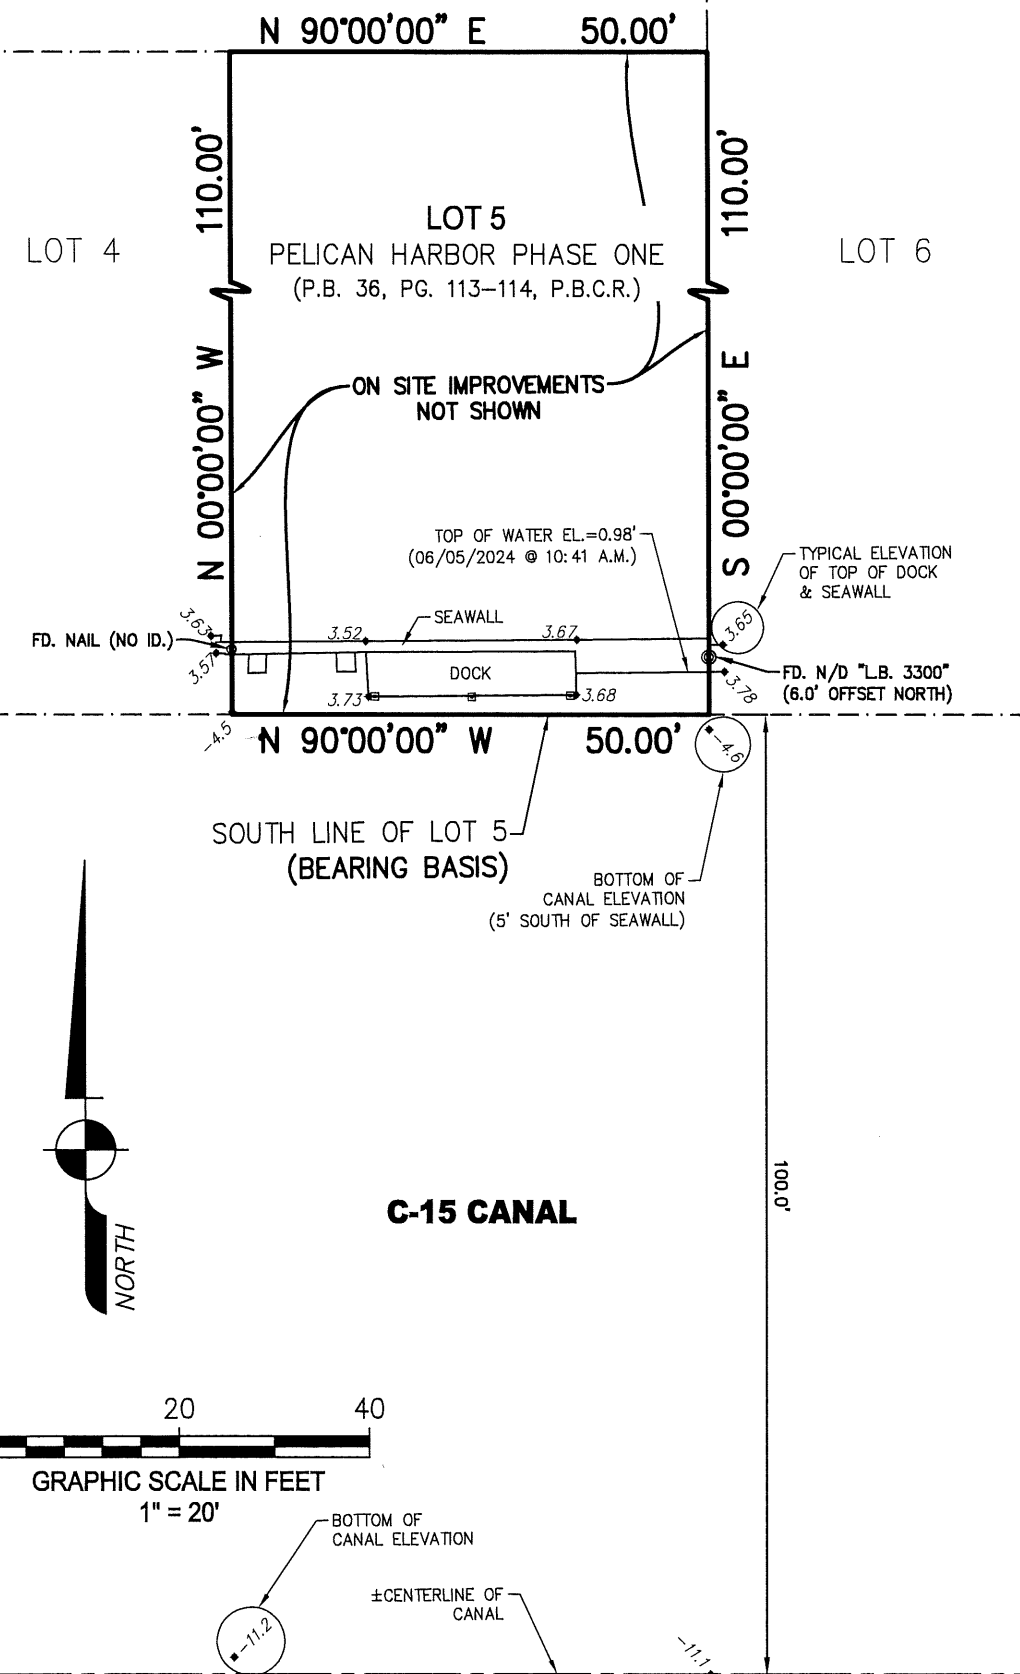 N 90°00'00" E 50.00'
110.00'
110.00'
LOT 5
PELICAN HARBOR PHASE ONE
(P.B. 36, PG. 113-114, P.B.C.R.)
LOT 4
LOT 6
N 00°00'00" W
S 00°00'00" E
ON SITE IMPROVEMENTS
NOT SHOWN
TOP OF WATER EL.=0.98'
(06/05/2024 @ 10:41 A.M.)
TYPICAL ELEVATION
OF TOP OF DOCK
& SEAWALL
3.63
FD. NAIL (NO ID.)
3.57
3.52
SEAWALL
3.67
3.65
DOCK
3.73
3.68
3.78
FD. N/D "L.B. 3300"
(6.0' OFFSET NORTH)
-4.5
N 90°00'00" W 50.00'
-4.6
SOUTH LINE OF LOT 5
(BEARING BASIS)
BOTTOM OF
CANAL ELEVATION
(5' SOUTH OF SEAWALL)
100.0'
C-15 CANAL
NORTH
20 40
GRAPHIC SCALE IN FEET
1" = 20'
BOTTOM OF
CANAL ELEVATION
±CENTERLINE OF
CANAL
-11.2
-11.1